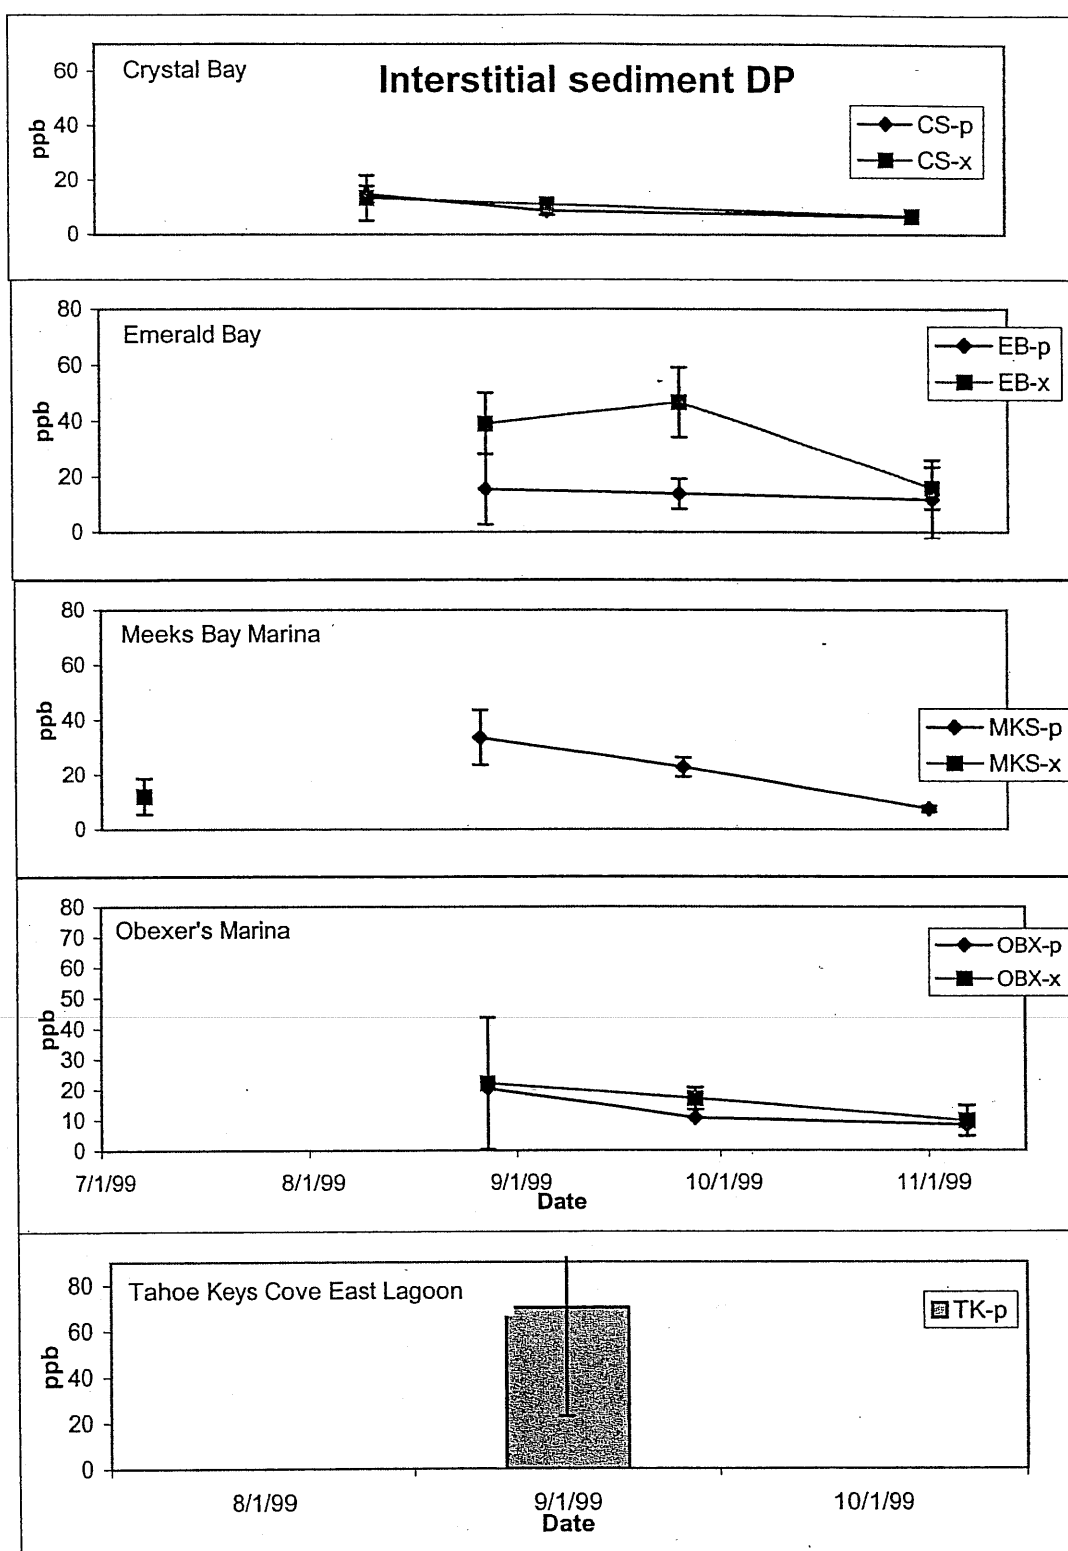 Interstitial sediment DP
Crystal Bay
60
40
20
0
ppb
CS-p
CS-x
Emerald Bay
80
60
40
20
0
ppb
EB-p
EB-x
Meeks Bay Marina
80
60
40
20
0
ppb
MKS-p
MKS-x
Obexer's Marina
80
70
60
50
40
30
20
10
0
ppb
OBX-p
OBX-x
7/1/99 8/1/99 9/1/99 10/1/99 11/1/99
Date
Tahoe Keys Cove East Lagoon
80
60
40
20
0
ppb
TK-p
8/1/99 9/1/99 10/1/99
Date